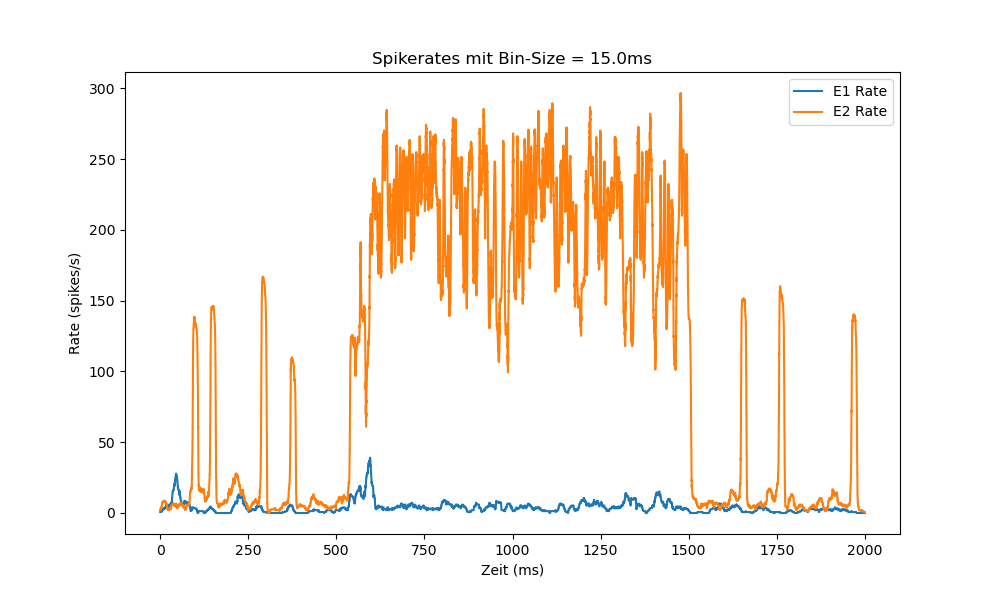 Spikerates mit Bin-Size = 15.0ms
E1 Rate
E2 Rate
Rate (spikes/s)
300
250
200
150
100
50
0
0 250 500 750 1000 1250 1500 1750 2000
Zeit (ms)